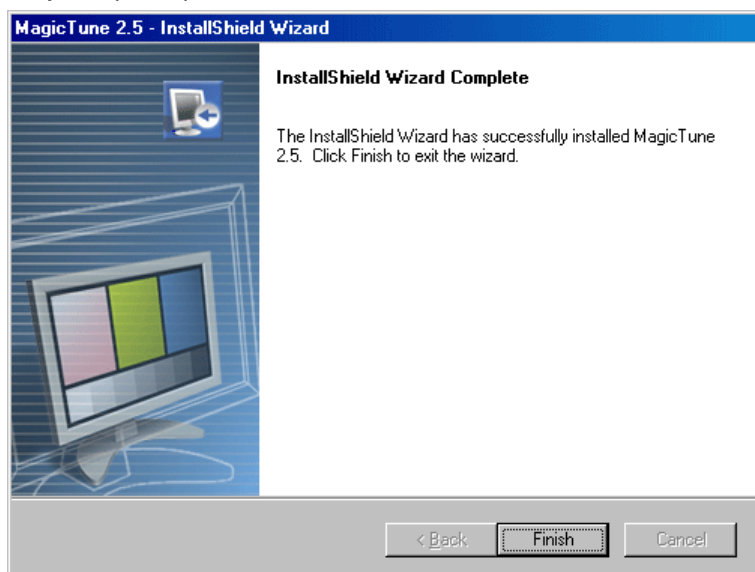 MagicTune 2.5 - InstallShield Wizard
InstallShield Wizard Complete
The InstallShield Wizard has successfully installed MagicTune
2.5. Click Finish to exit the wizard.
< Back Finish Cancel